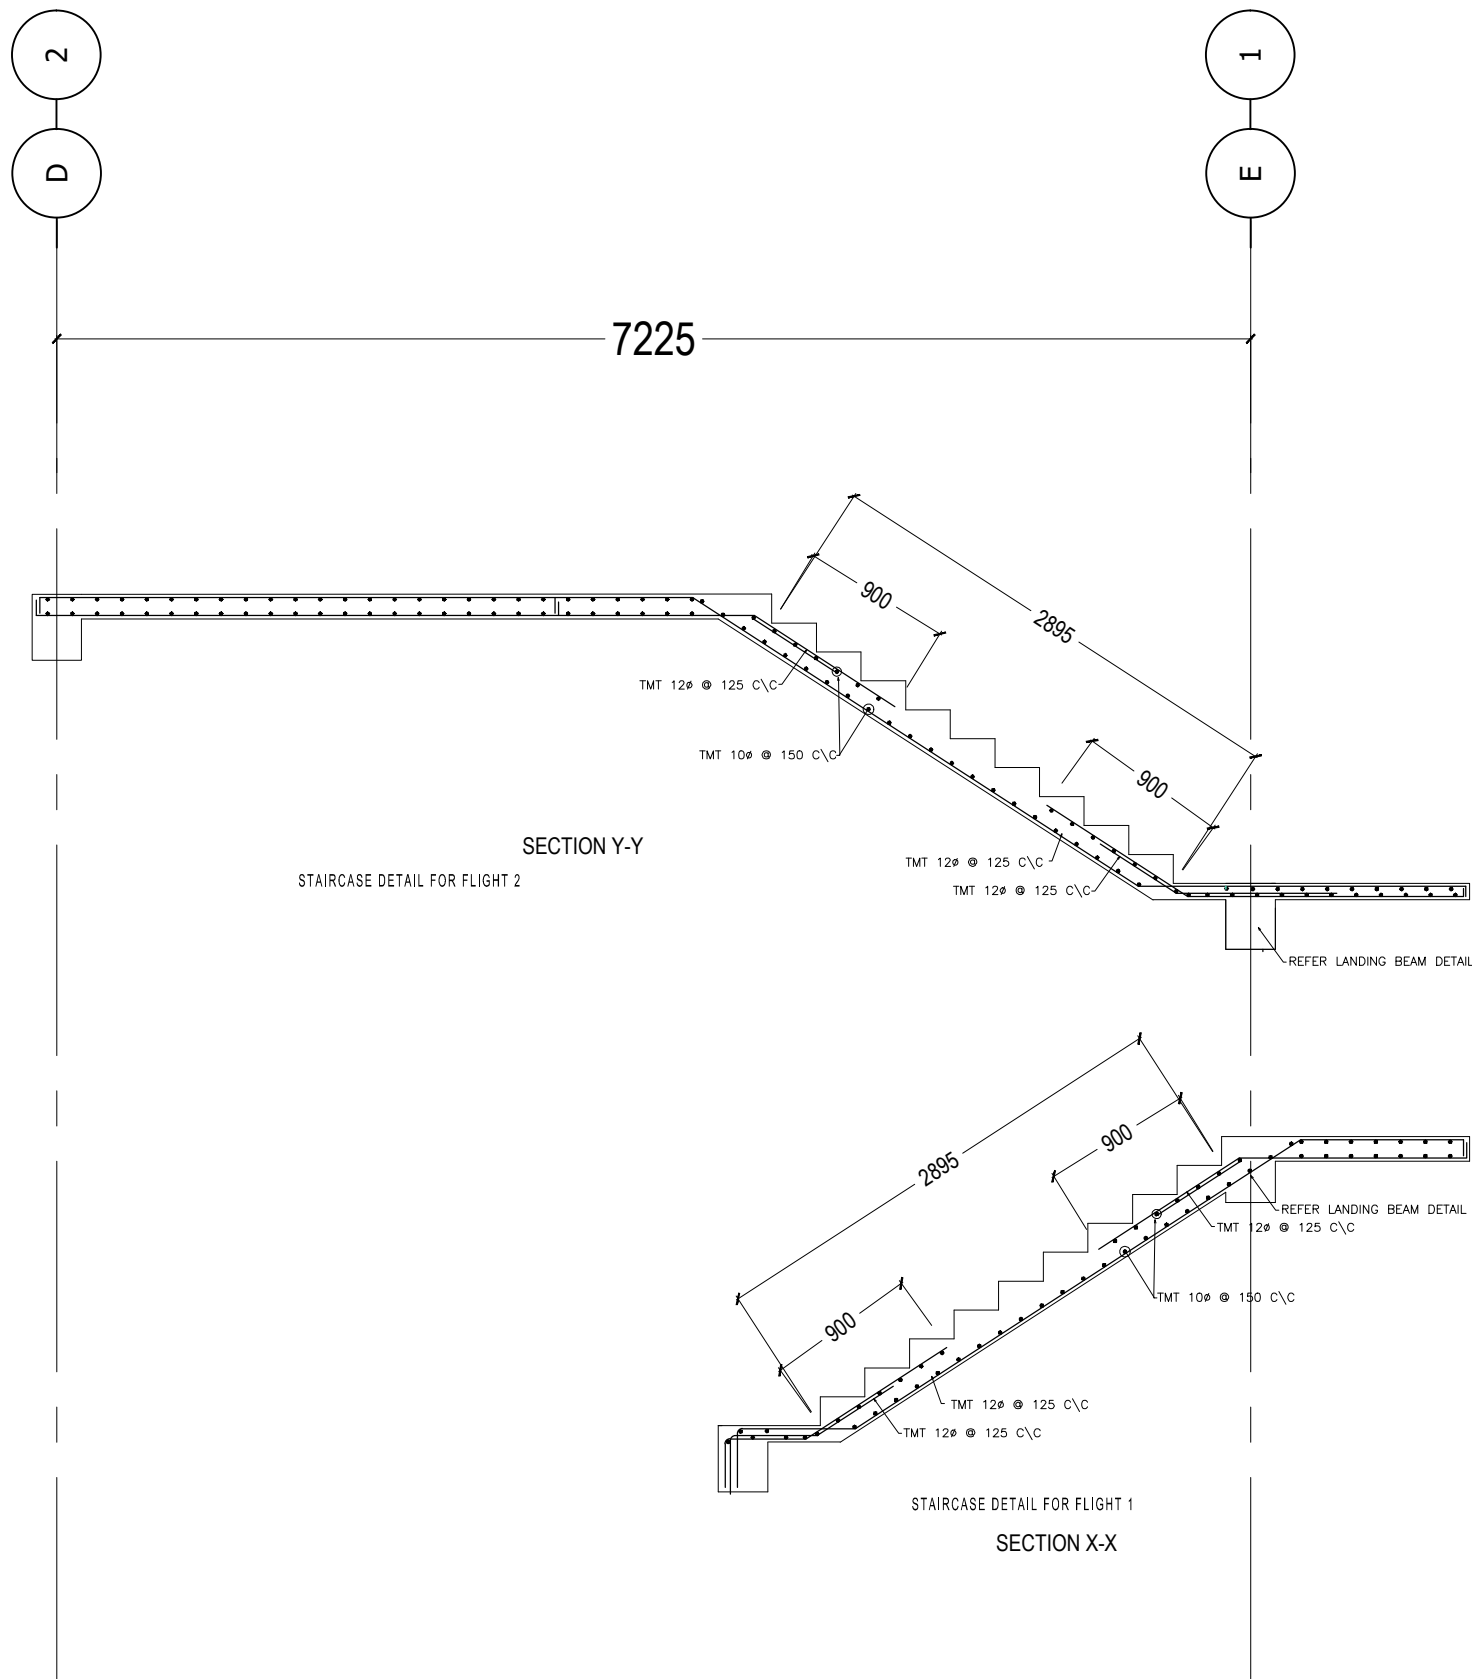 2
1
D
E
7225
900
2895
TMT 12ø @ 125 C\C
TMT 10ø @ 150 C\C
900
SECTION Y-Y
TMT 12ø @ 125 C\C
STAIRCASE DETAIL FOR FLIGHT 2
TMT 12ø @ 125 C\C
REFER LANDING BEAM DETAIL
900
2895
REFER LANDING BEAM DETAIL
TMT 12ø @ 125 C\C
TMT 10ø @ 150 C\C
900
TMT 12ø @ 125 C\C
TMT 12ø @ 125 C\C
STAIRCASE DETAIL FOR FLIGHT 1
SECTION X-X